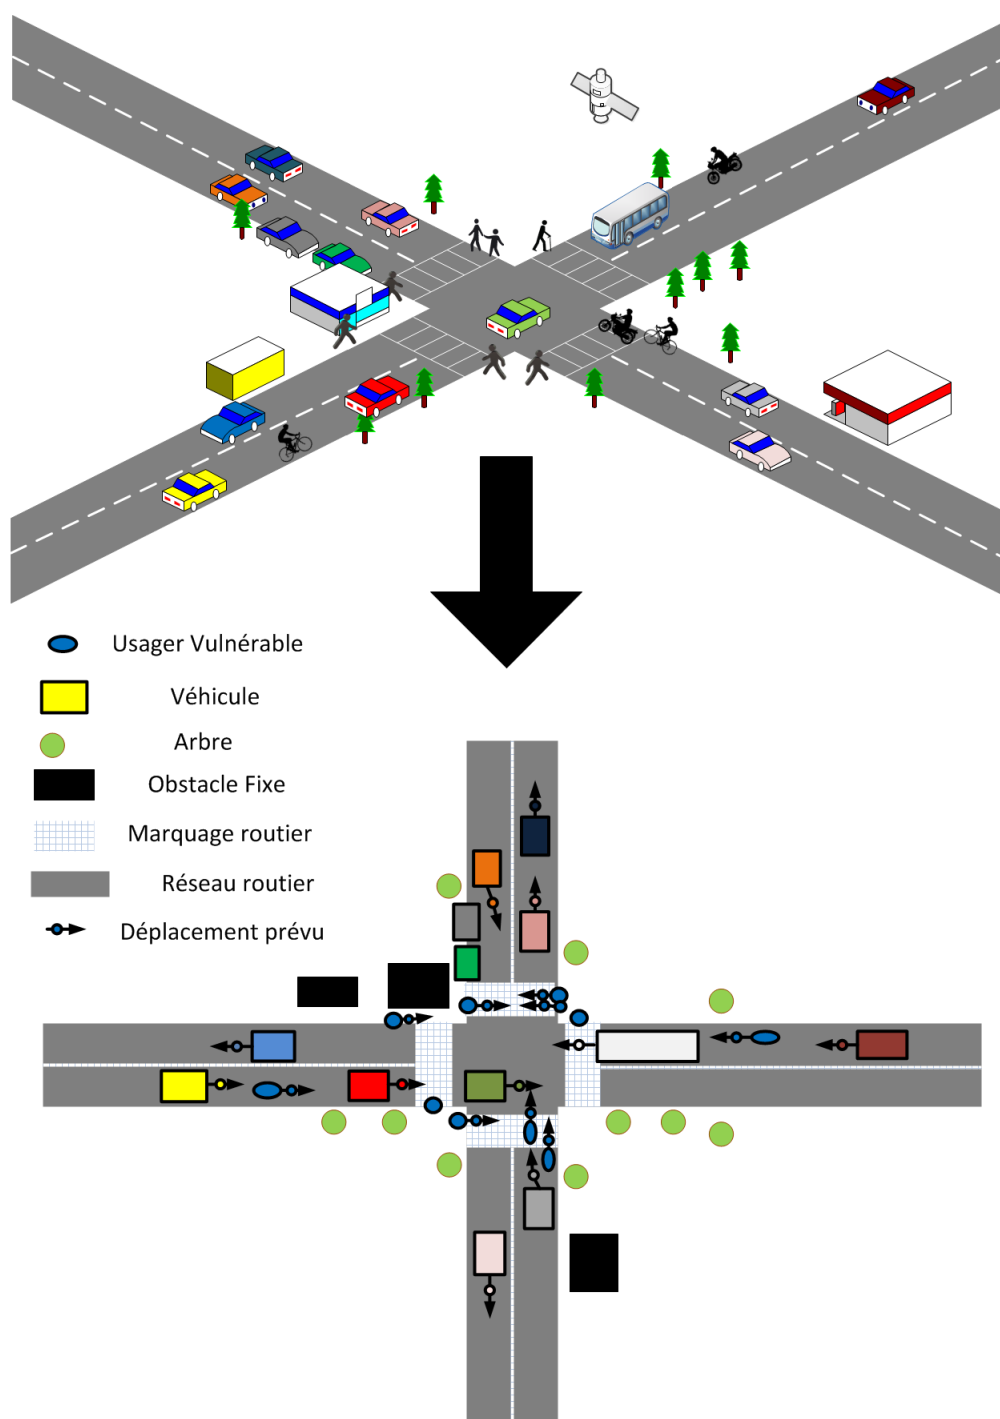 Usager Vulnérable
Véhicule
Arbre
Obstacle Fixe
Marquage routier
Réseau routier
Déplacement prévu